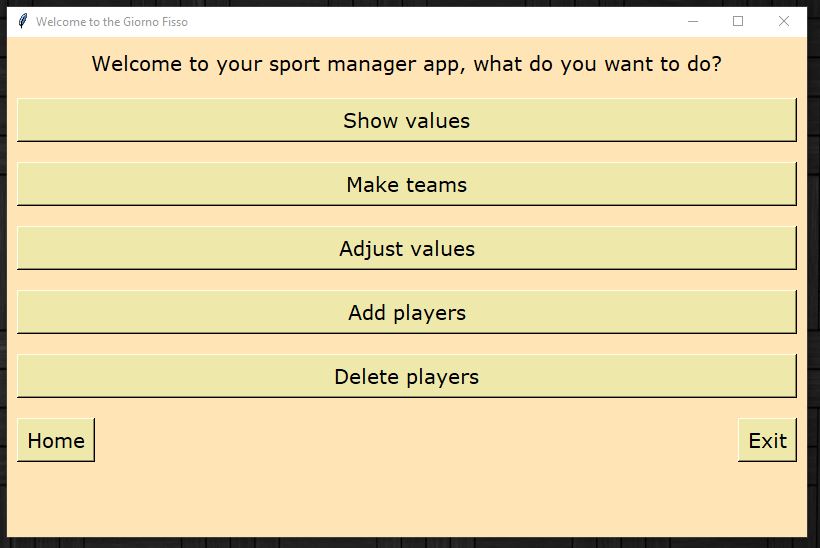 Welcome to the Giorno Fisso
Welcome to your sport manager app, what do you want to do?
Show values
Make teams
Adjust values
Add players
Delete players
Home Exit